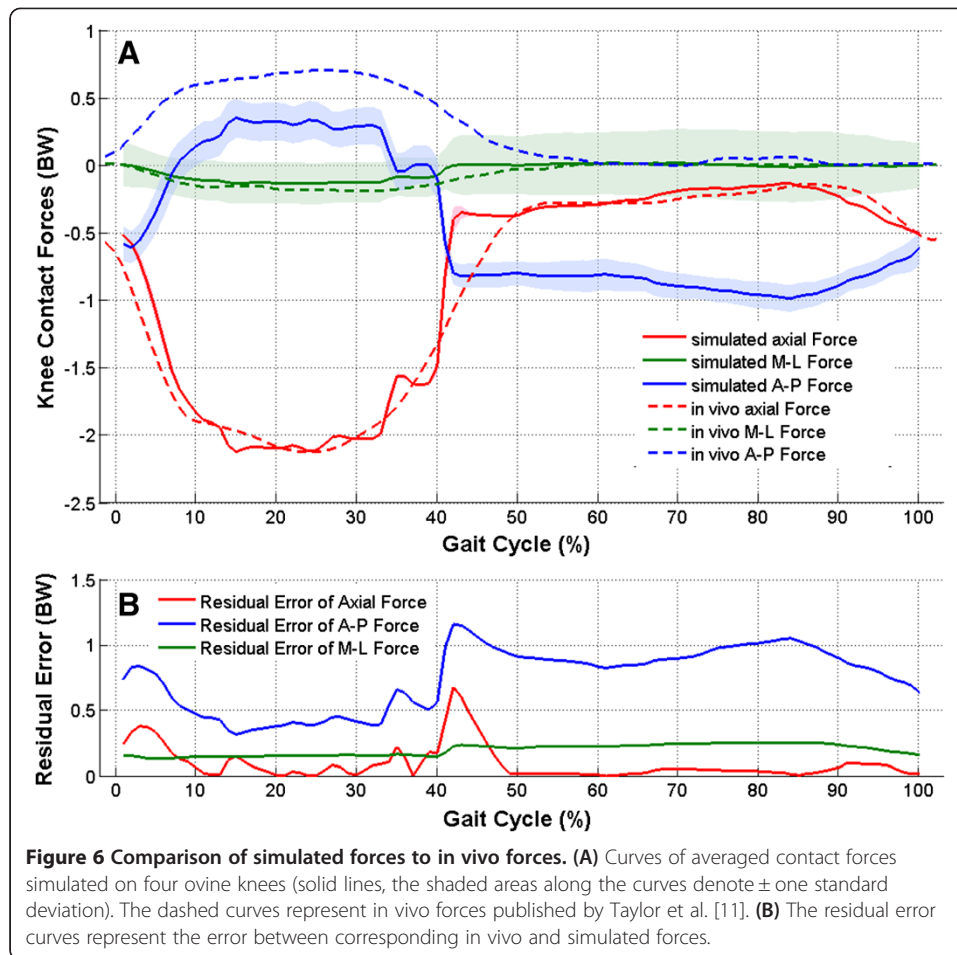 A
Knee Contact Forces (BW)
1
0.5
0
-0.5
-1
-1.5
-2
-2.5
simulated axial Force
simulated M-L Force
simulated A-P Force
in vivo axial Force
in vivo M-L Force
in vivo A-P Force
0 10 20 30 40 50 60 70 80 90 100
Gait Cycle (%)
B
Residual Error (BW)
1.5
1
0.5
0
Residual Error of Axial Force
Residual Error of A-P Force
Residual Error of M-L Force
0 10 20 30 40 50 60 70 80 90 100
Gait Cycle (%)
Figure 6 Comparison of simulated forces to in vivo forces. (A) Curves of averaged contact forces
simulated on four ovine knees (solid lines, the shaded areas along the curves denote ± one standard
deviation). The dashed curves represent in vivo forces published by Taylor et al. [11]. (B) The residual error
curves represent the error between corresponding in vivo and simulated forces.